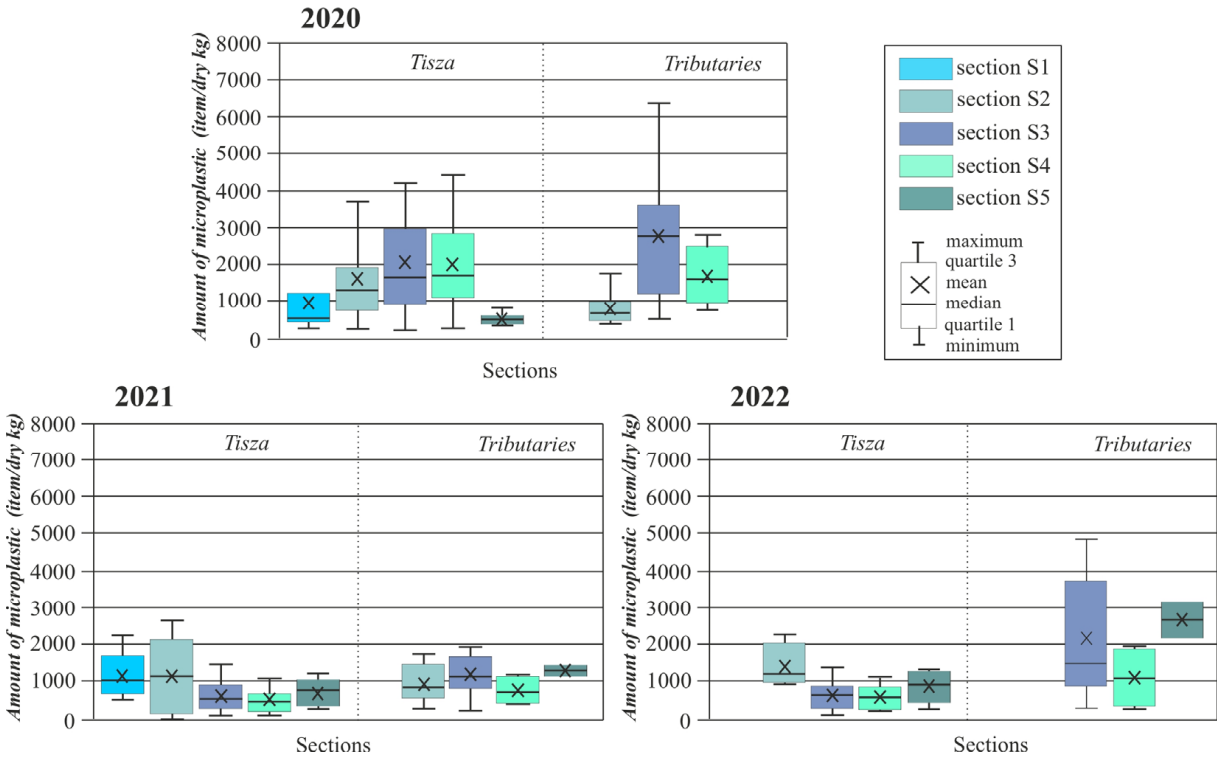 2020
Amount of microplastic (item/dry kg)
8000
7000
6000
5000
4000
3000
2000
1000
0
Tisza
Tributaries
Sections
section S1
section S2
section S3
section S4
section S5
maximum
quartile 3
mean
median
quartile 1
minimum
2021
Amount of microplastic (item/dry kg)
8000
7000
6000
5000
4000
3000
2000
1000
0
Tisza
Tributaries
Sections
2022
Amount of microplastic (item/dry kg)
8000
7000
6000
5000
4000
3000
2000
1000
0
Tisza
Tributaries
Sections